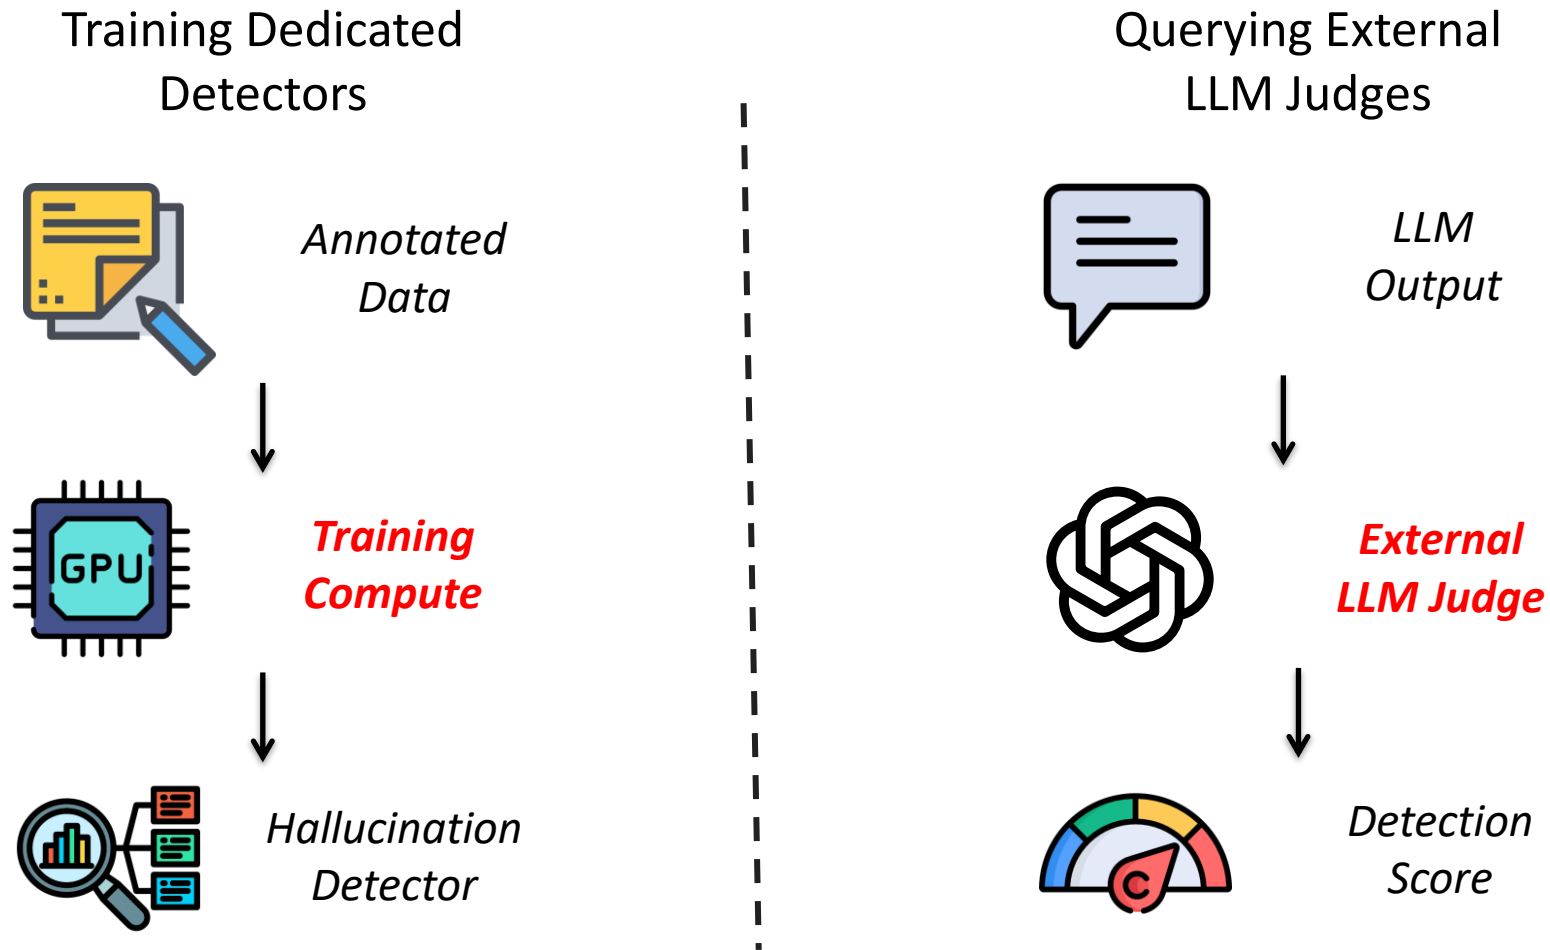 Training Dedicated
Detectors
Annotated
Data
GPU
Training
Compute
Hallucination
Detector
Querying External
LLM Judges
LLM
Output
External
LLM Judge
C
Detection
Score